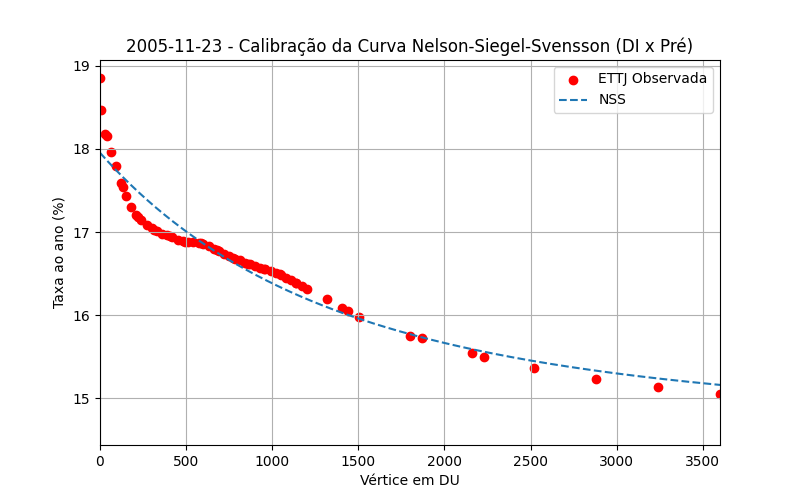 2005-11-23 - Calibração da Curva Nelson-Siegel-Svensson (DI x Pré)
ETTJ Observada
NSS
Taxa ao ano (%)
19
18
17
16
15
0 500 1000 1500 2000 2500 3000 3500
Vértice em DU